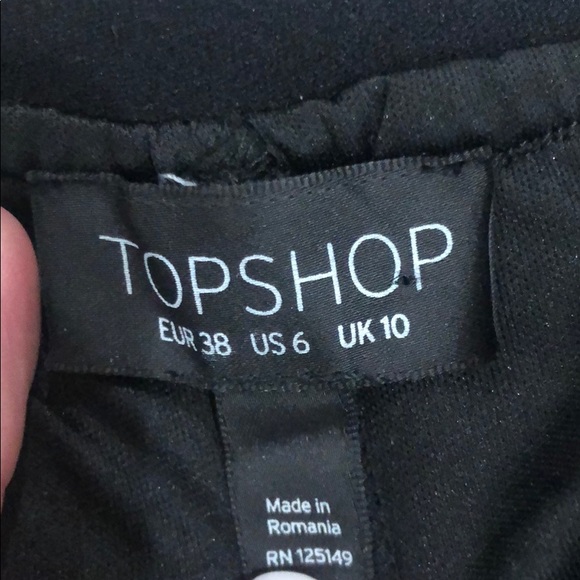 TOPSHOP
EUR 38 US 6 UK 10
Made in
Romania
RN 125149